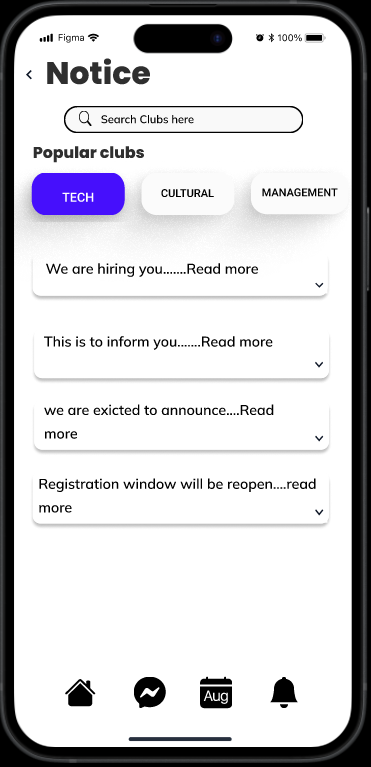 Figma
100%
Notice
Search Clubs here
Popular clubs
TECH
CULTURAL
MANAGEMENT
We are hiring you.......Read more
This is to inform you.......Read more
we are exicted to announce....Read
more
Registration window will be reopen....read
more
Aug